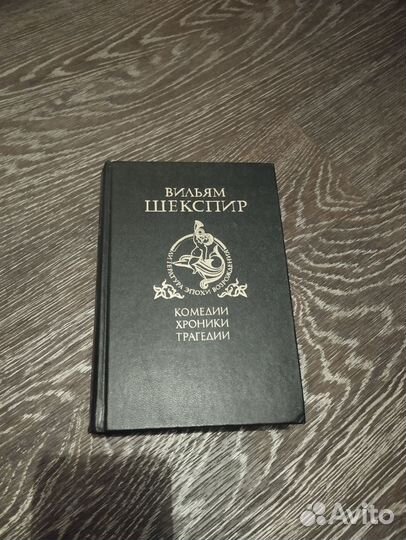 ВИЛЬЯМ
ШЕКСПИР
ЛИТЕРАТУРА ЭПОХИ ВОЗРОЖДЕНИЯ
КОМЕДИИ
ХРОНИКИ
ТРАГЕДИИ
Avito